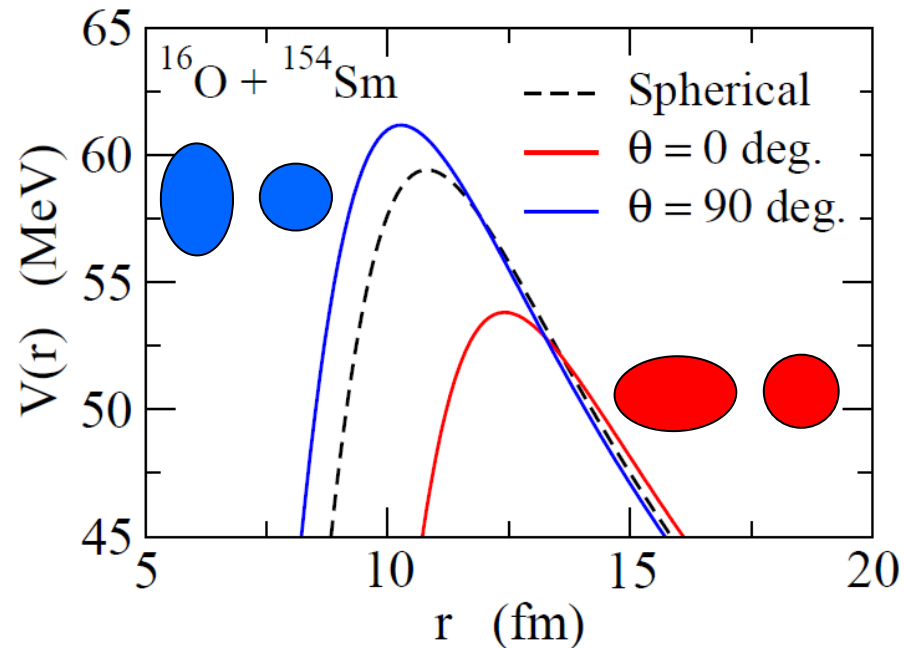 65
60
55
50
45
V(r) (MeV)
¹⁶O + ¹⁵⁴Sm
Spherical
θ = 0 deg.
θ = 90 deg.
5 10 15 20
r (fm)